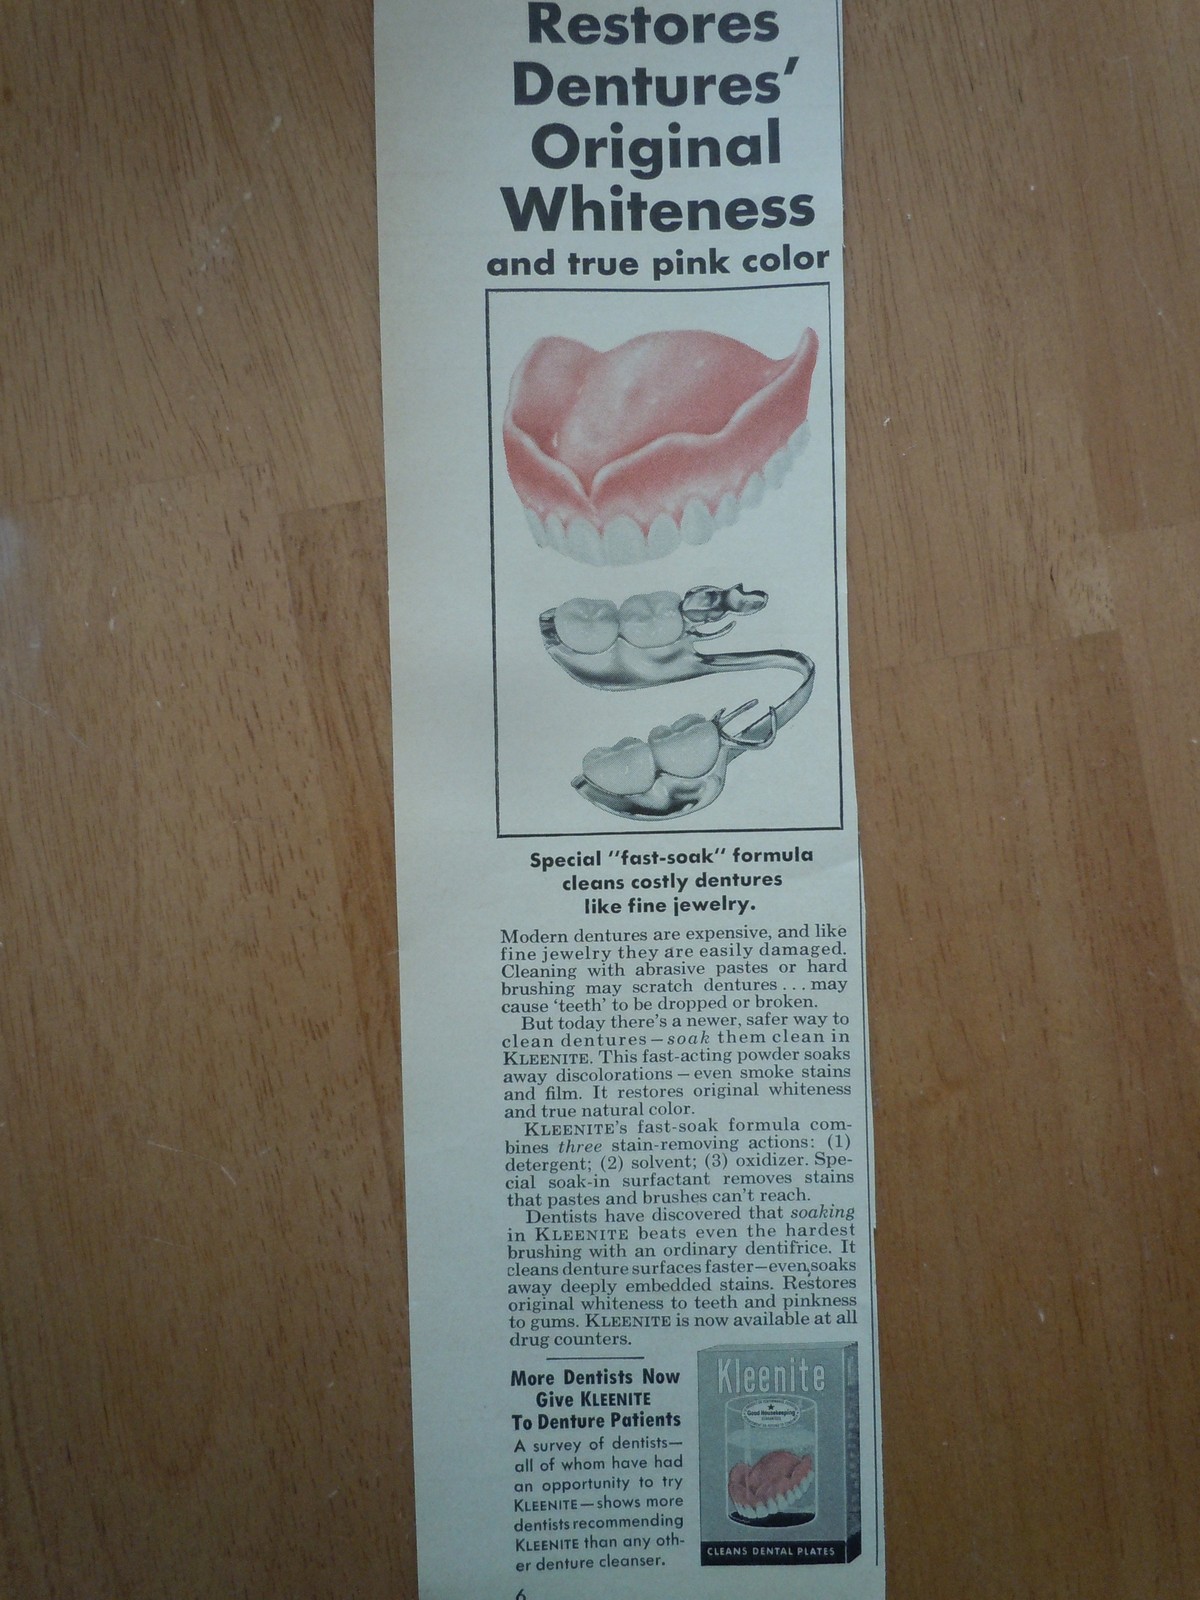 Restores
Dentures'
Original
Whiteness
and true pink color
Special "fast-soak" formula
cleans costly dentures
like fine jewelry.
Modern dentures are expensive, and like
fine jewelry they are easily damaged.
Cleaning with abrasive pastes or hard
brushing may scratch dentures . . . may
cause 'teeth' to be dropped or broken.
But today there's a newer, safer way to
clean dentures – soak them clean in
KLEENITE. This fast-acting powder soaks
away discolorations – even smoke stains
and film. It restores original whiteness
and true natural color.
KLEENITE's fast-soak formula com-
bines three stain-removing actions: (1)
detergent; (2) solvent; (3) oxidizer. Spe-
cial soak-in surfactant removes stains
that pastes and brushes can't reach.
Dentists have discovered that soaking
in KLEENITE beats even the hardest
brushing with an ordinary dentifrice. It
cleans denture surfaces faster—even soaks
away deeply embedded stains. Restores
original whiteness to teeth and pinkness
to gums. KLEENITE is now available at all
drug counters.
More Dentists Now
Give KLEENITE
To Denture Patients
A survey of dentists—
all of whom have had
an opportunity to try
KLEENITE—shows more
dentists recommending
KLEENITE than any oth-
er denture cleanser.
Kleenite
Good Housekeeping
CLEANS DENTAL PLATES
6